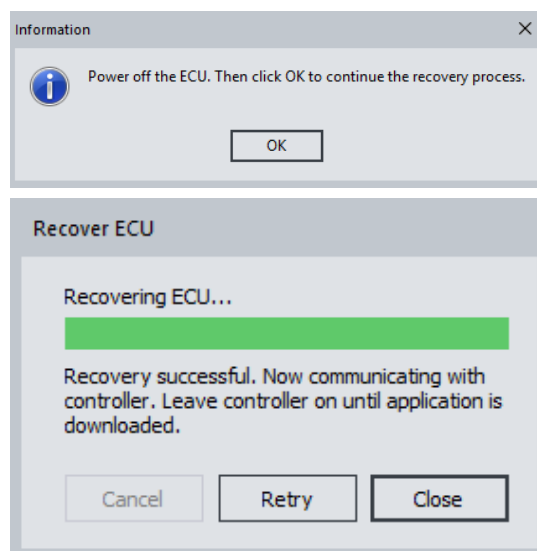 Information
Power off the ECU. Then click OK to continue the recovery process.
OK
Recover ECU
Recovering ECU...
Recovery successful. Now communicating with
controller. Leave controller on until application is
downloaded.
Cancel
Retry
Close